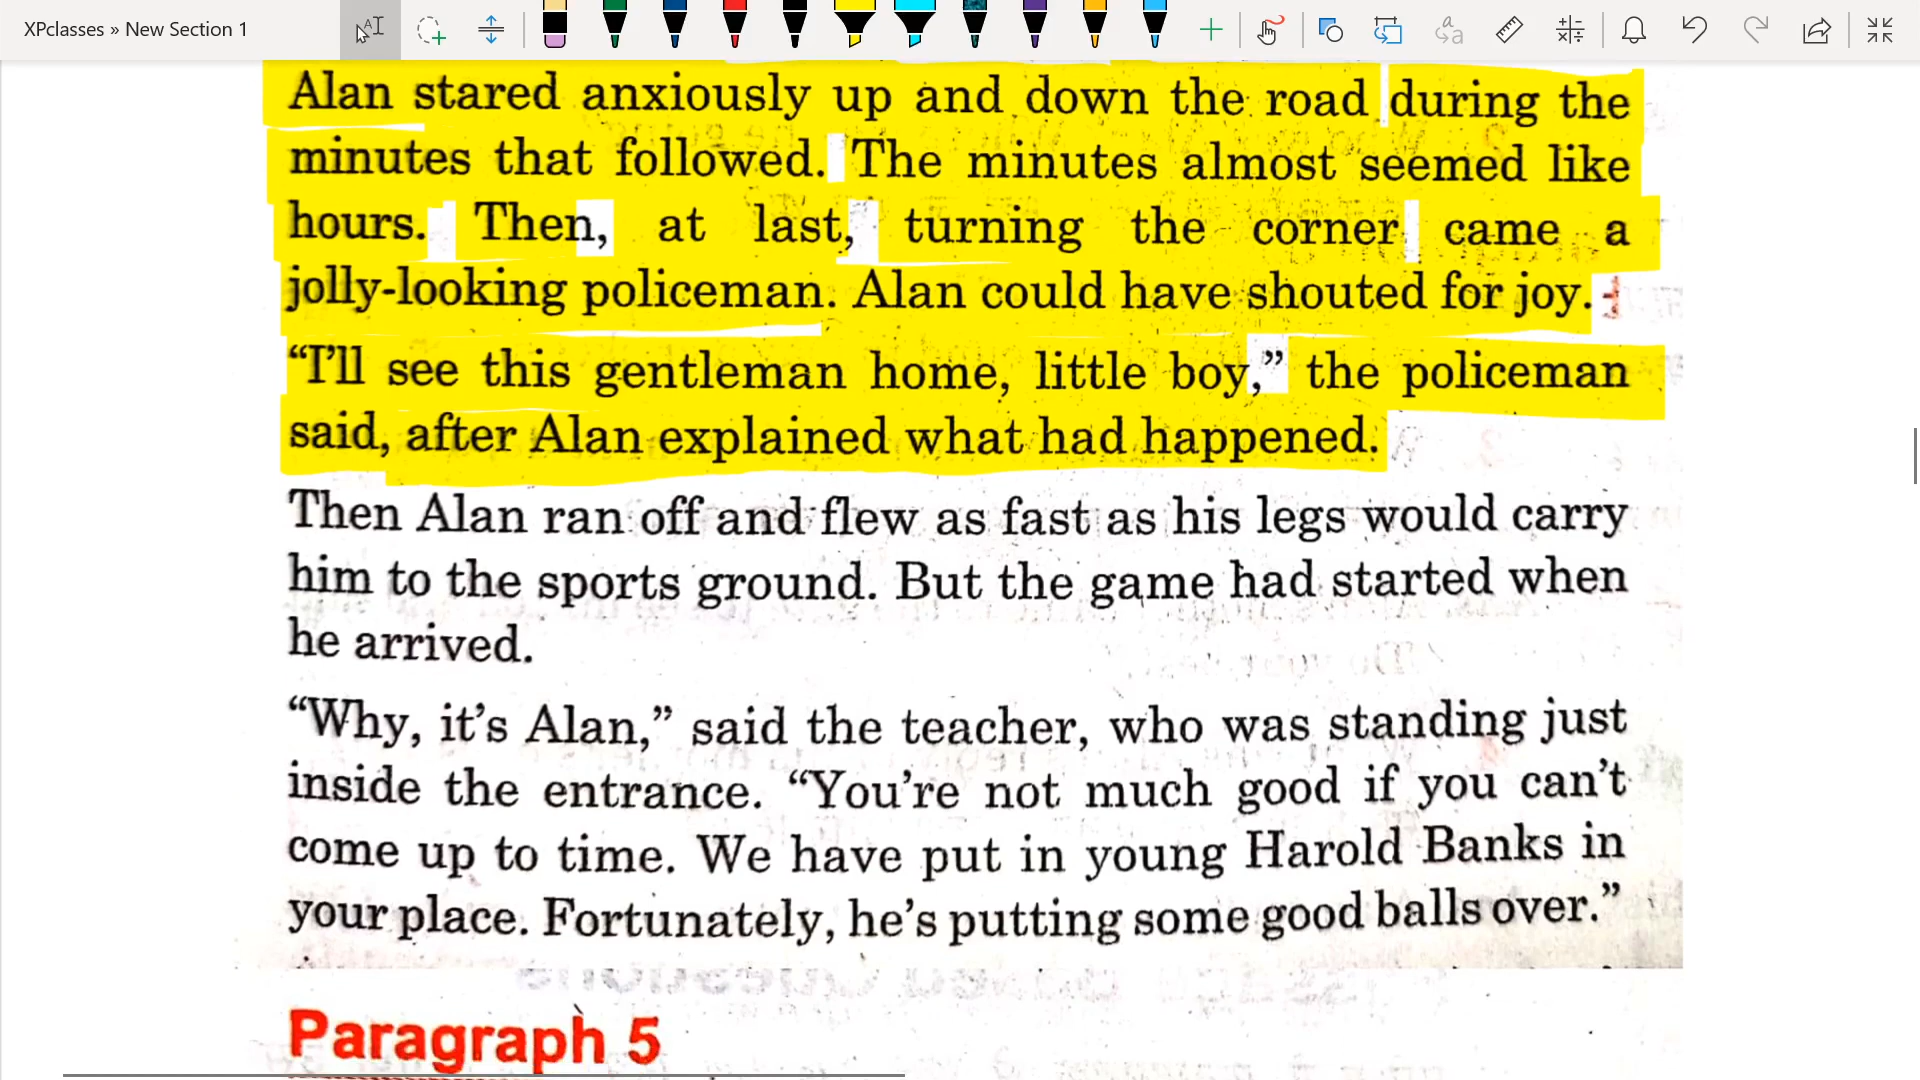 XPclasses » New Section 1
Alan stared anxiously up and down the road during the
minutes that followed. The minutes almost seemed like
hours. Then, at last, turning the corner came a
jolly-looking policeman. Alan could have shouted for joy.
“I’ll see this gentleman home, little boy,” the policeman
said, after Alan explained what had happened.
Then Alan ran off and flew as fast as his legs would carry
him to the sports ground. But the game had started when
he arrived.
“Why, it’s Alan,” said the teacher, who was standing just
inside the entrance. “You’re not much good if you can’t
come up to time. We have put in young Harold Banks in
your place. Fortunately, he’s putting some good balls over.”
Paragraph 5